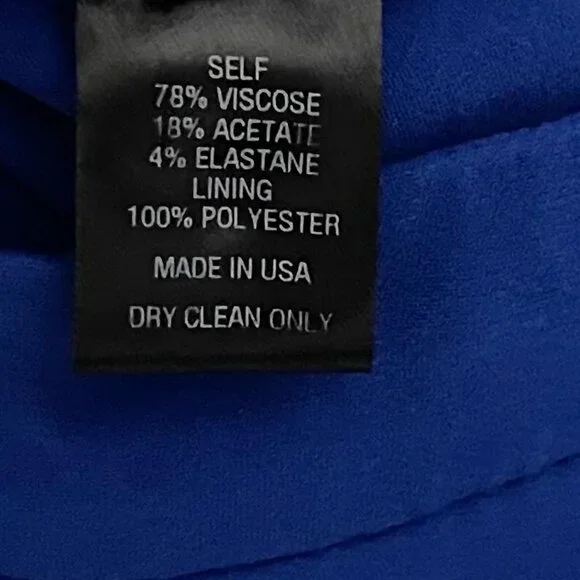 SELF
78% VISCOSE
18% ACETATE
4% ELASTANE
LINING
100% POLYESTER
MADE IN USA
DRY CLEAN ONLY